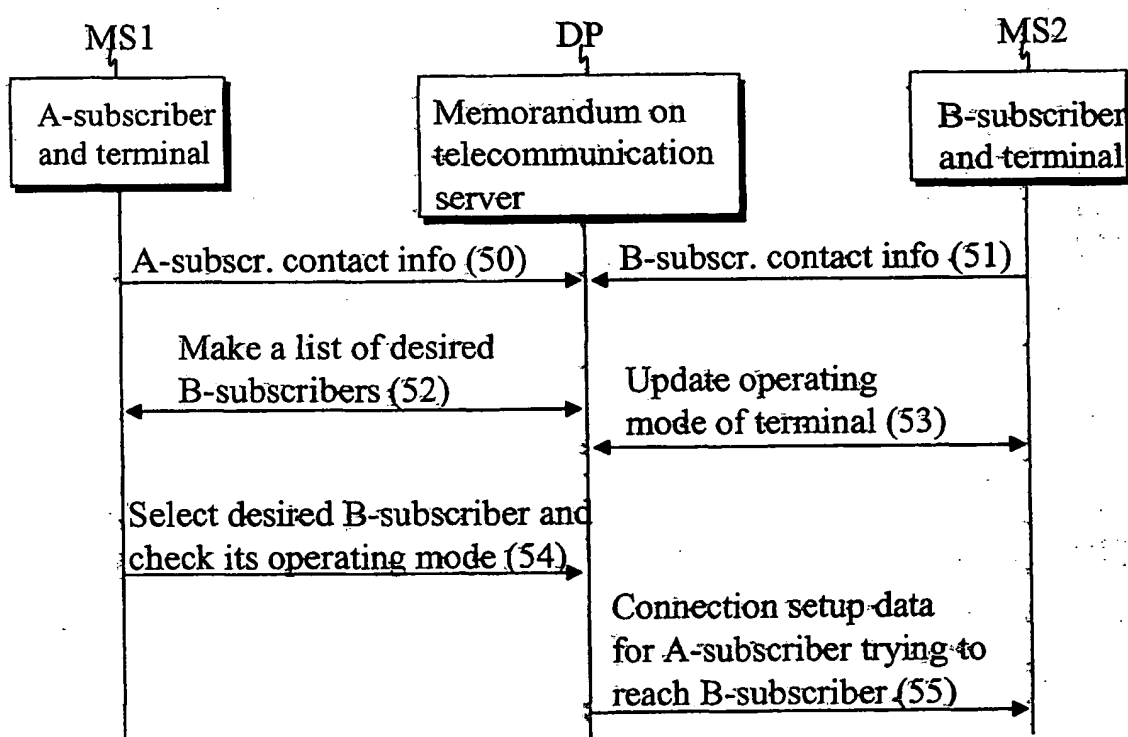 MS1
DP
MS2
A-subscriber
and terminal
Memorandum on
telecommunication
server
B-subscriber
and terminal
A-subscr. contact info (50)
B-subscr. contact info (51)
Make a list of desired
B-subscribers (52)
Update operating
mode of terminal (53)
Select desired B-subscriber and
check its operating mode (54)
Connection setup data
for A-subscriber trying to
reach B-subscriber (55)